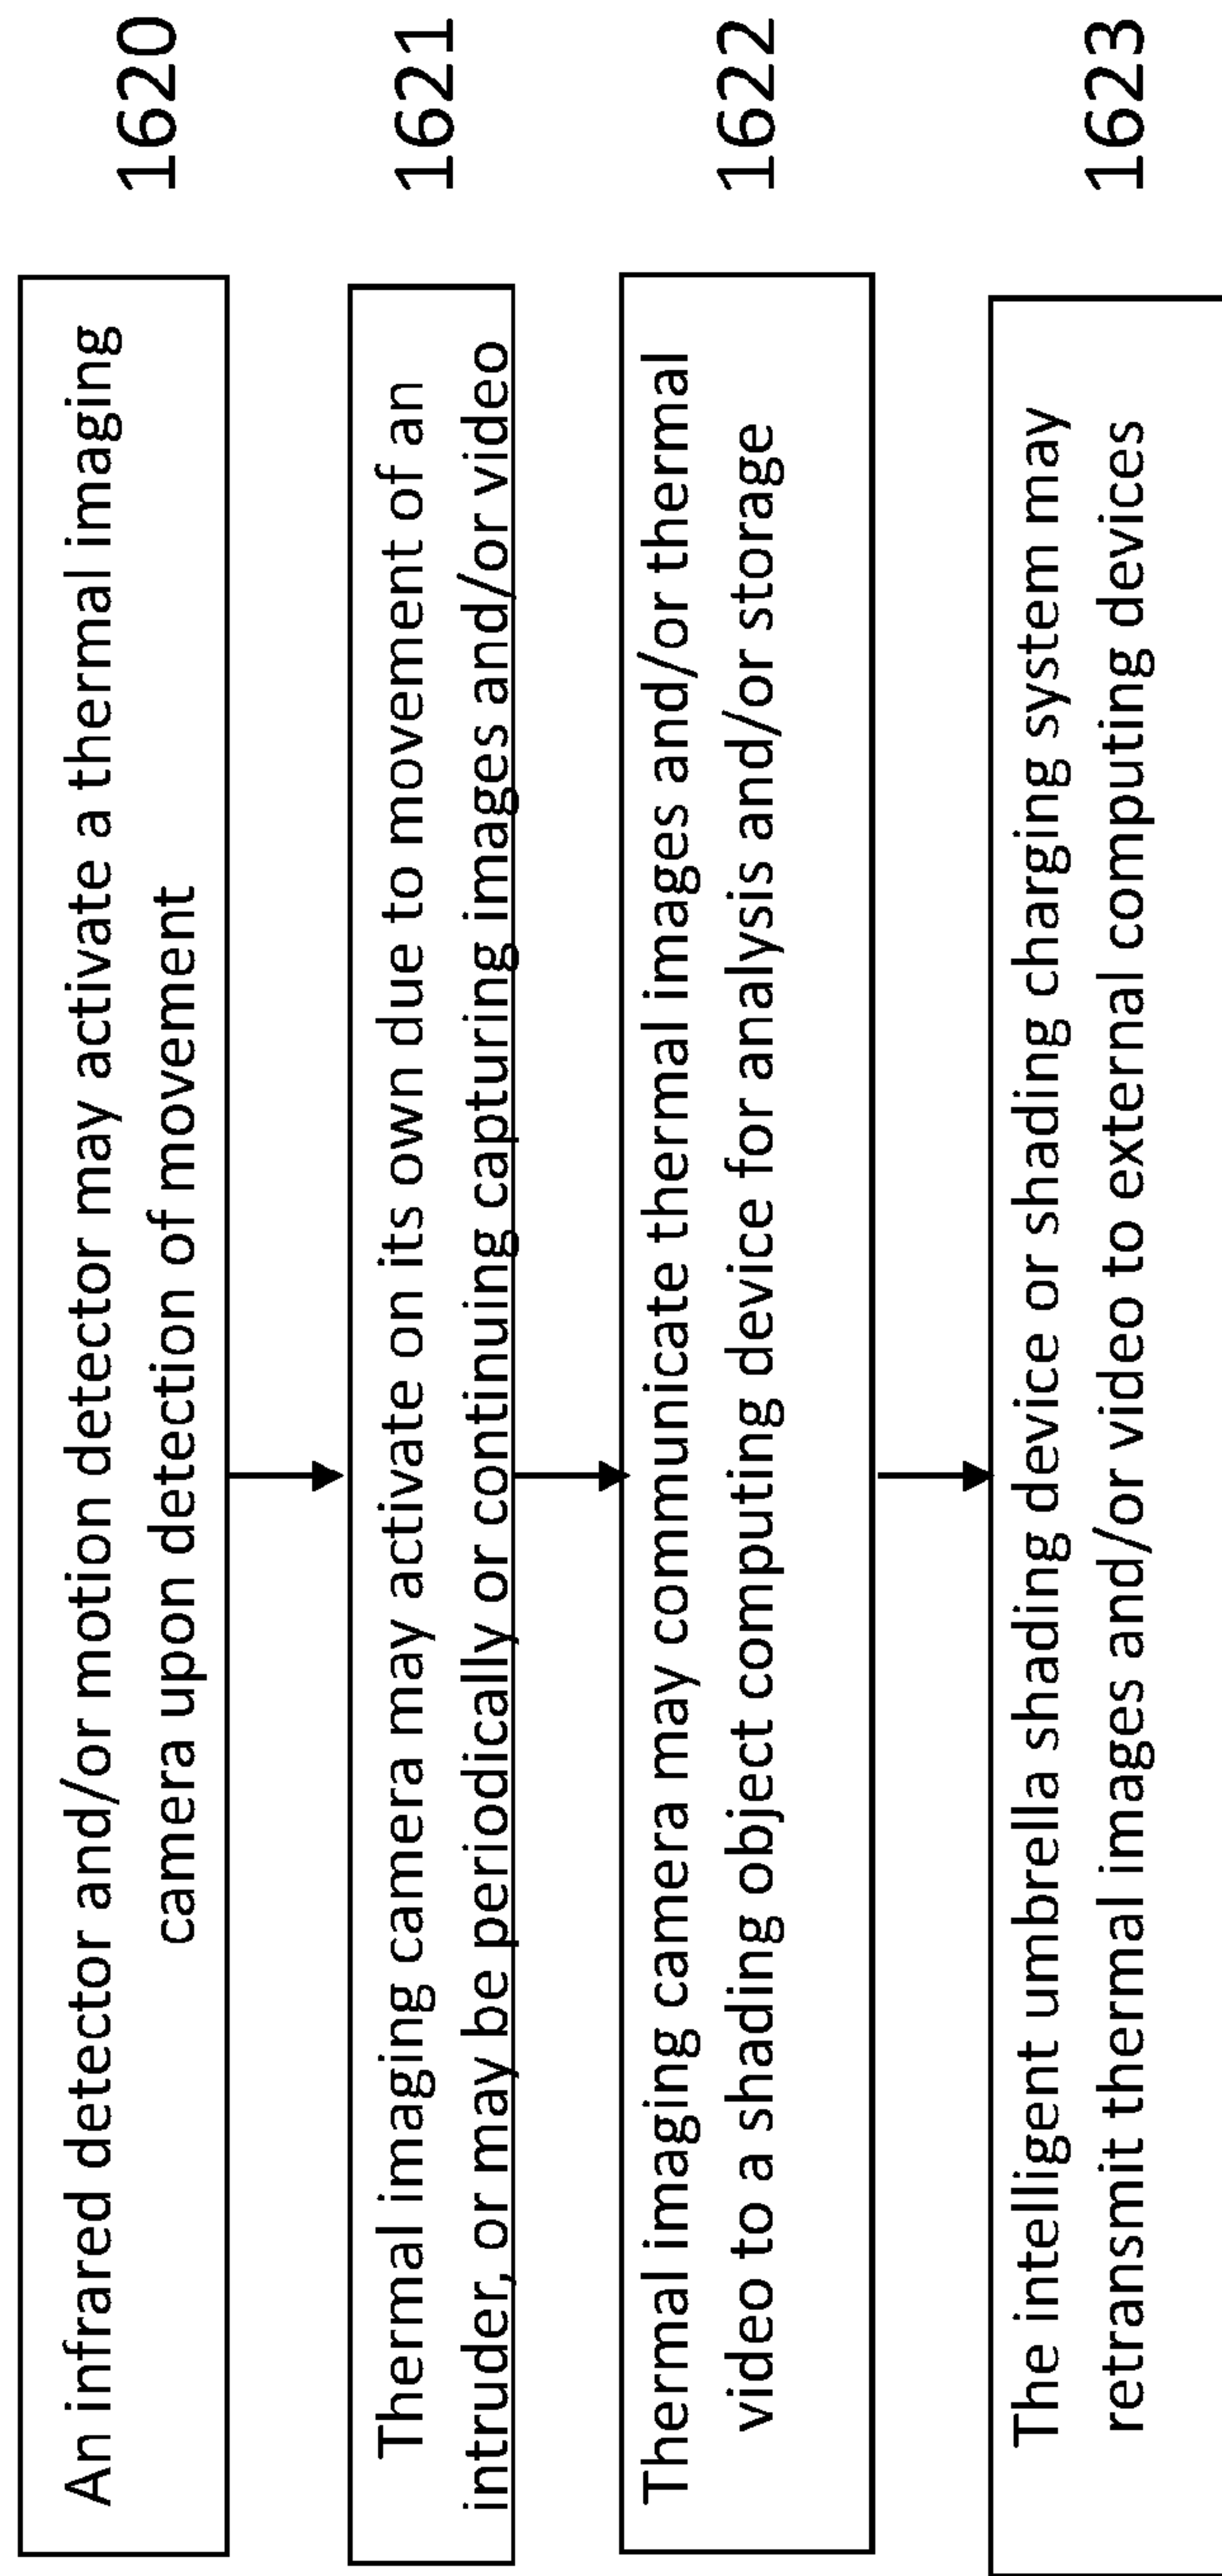 An infrared detector and/or motion detector may activate a thermal imaging
camera upon detection of movement
1620
Thermal imaging camera may activate on its own due to movement of an
intruder, or may be periodically or continuing capturing images and/or video
1621
Thermal imaging camera may communicate thermal images and/or thermal
video to a shading object computing device for analysis and/or storage
1622
The intelligent umbrella shading device or shading charging system may
retransmit thermal images and/or video to external computing devices
1623